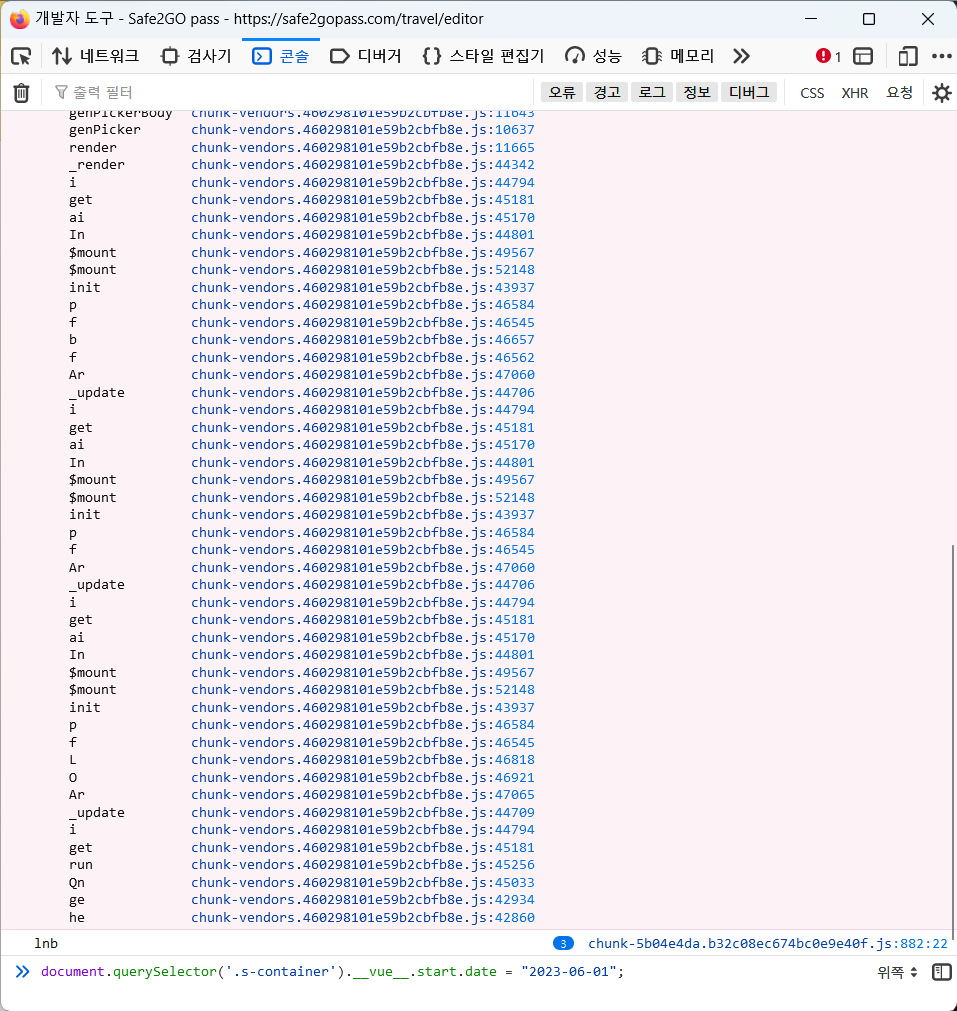 개발자 도구 - Safe2GO pass - https://safe2gopass.com/travel/editor
네트워크 검사기 콘솔 디버거 스타일 편집기 성능 메모리 1
출력 필터 오류 경고 로그 정보 디버그 CSS XHR 요청
genPickerBody chunk-vendors.460298101e59b2cbfb8e.js:11643
genPicker chunk-vendors.460298101e59b2cbfb8e.js:10637
render chunk-vendors.460298101e59b2cbfb8e.js:11665
_render chunk-vendors.460298101e59b2cbfb8e.js:44342
i chunk-vendors.460298101e59b2cbfb8e.js:44794
get chunk-vendors.460298101e59b2cbfb8e.js:45181
ai chunk-vendors.460298101e59b2cbfb8e.js:45170
In chunk-vendors.460298101e59b2cbfb8e.js:44801
$mount chunk-vendors.460298101e59b2cbfb8e.js:49567
$mount chunk-vendors.460298101e59b2cbfb8e.js:52148
init chunk-vendors.460298101e59b2cbfb8e.js:43937
p chunk-vendors.460298101e59b2cbfb8e.js:46584
f chunk-vendors.460298101e59b2cbfb8e.js:46545
b chunk-vendors.460298101e59b2cbfb8e.js:46657
f chunk-vendors.460298101e59b2cbfb8e.js:46562
Ar chunk-vendors.460298101e59b2cbfb8e.js:47060
_update chunk-vendors.460298101e59b2cbfb8e.js:44706
i chunk-vendors.460298101e59b2cbfb8e.js:44794
get chunk-vendors.460298101e59b2cbfb8e.js:45181
ai chunk-vendors.460298101e59b2cbfb8e.js:45170
In chunk-vendors.460298101e59b2cbfb8e.js:44801
$mount chunk-vendors.460298101e59b2cbfb8e.js:49567
$mount chunk-vendors.460298101e59b2cbfb8e.js:52148
init chunk-vendors.460298101e59b2cbfb8e.js:43937
p chunk-vendors.460298101e59b2cbfb8e.js:46584
f chunk-vendors.460298101e59b2cbfb8e.js:46545
Ar chunk-vendors.460298101e59b2cbfb8e.js:47060
_update chunk-vendors.460298101e59b2cbfb8e.js:44706
i chunk-vendors.460298101e59b2cbfb8e.js:44794
get chunk-vendors.460298101e59b2cbfb8e.js:45181
ai chunk-vendors.460298101e59b2cbfb8e.js:45170
In chunk-vendors.460298101e59b2cbfb8e.js:44801
$mount chunk-vendors.460298101e59b2cbfb8e.js:49567
$mount chunk-vendors.460298101e59b2cbfb8e.js:52148
init chunk-vendors.460298101e59b2cbfb8e.js:43937
p chunk-vendors.460298101e59b2cbfb8e.js:46584
f chunk-vendors.460298101e59b2cbfb8e.js:46545
L chunk-vendors.460298101e59b2cbfb8e.js:46818
O chunk-vendors.460298101e59b2cbfb8e.js:46921
Ar chunk-vendors.460298101e59b2cbfb8e.js:47065
_update chunk-vendors.460298101e59b2cbfb8e.js:44709
i chunk-vendors.460298101e59b2cbfb8e.js:44794
get chunk-vendors.460298101e59b2cbfb8e.js:45181
run chunk-vendors.460298101e59b2cbfb8e.js:45256
Qn chunk-vendors.460298101e59b2cbfb8e.js:45033
ge chunk-vendors.460298101e59b2cbfb8e.js:42934
he chunk-vendors.460298101e59b2cbfb8e.js:42860
lnb 3 chunk-5b04e4da.b32c08ec674bc0e9e40f.js:882:22
document.querySelector('.s-container').__vue__.start.date = "2023-06-01"; 위쪽